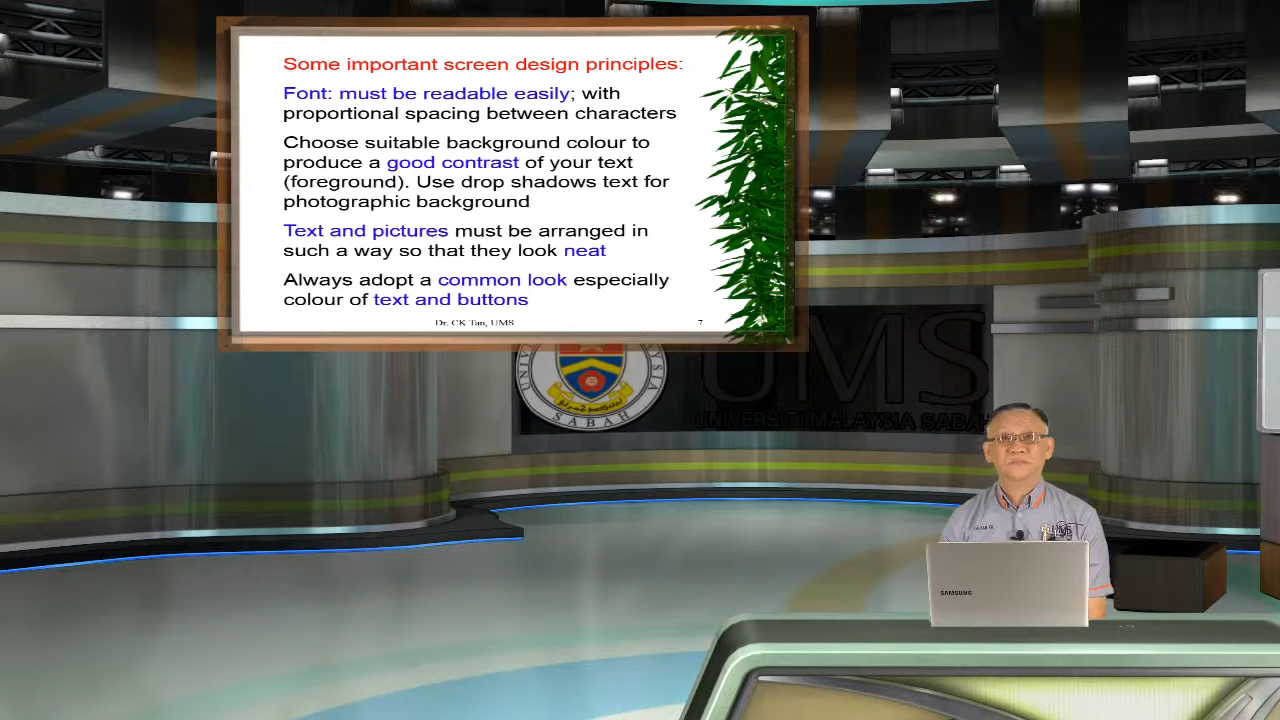 Some important screen design principles:
Font: must be readable easily; with
proportional spacing between characters
Choose suitable background colour to
produce a good contrast of your text
(foreground). Use drop shadows text for
photographic background
Text and pictures must be arranged in
such a way so that they look neat
Always adopt a common look especially
colour of text and buttons
Dr. CK Tan, UMS
7
UMS
UNIVERSITI MALAYSIA SABAH
SABAH
UMS
SAMSUNG